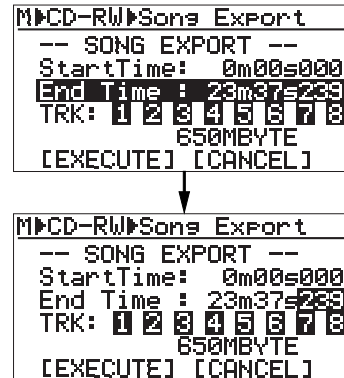 M▶CD-RW▶Song Export
-- SONG EXPORT --
StartTime: 0m00s000
End Time : 23m37s239
TRK: 1 2 3 4 5 6 7 8
650MBYTE
[EXECUTE] [CANCEL]
M▶CD-RW▶Song Export
-- SONG EXPORT --
StartTime: 0m00s000
End Time : 23m37s239
TRK: 1 2 3 4 5 6 7 8
650MBYTE
[EXECUTE] [CANCEL]